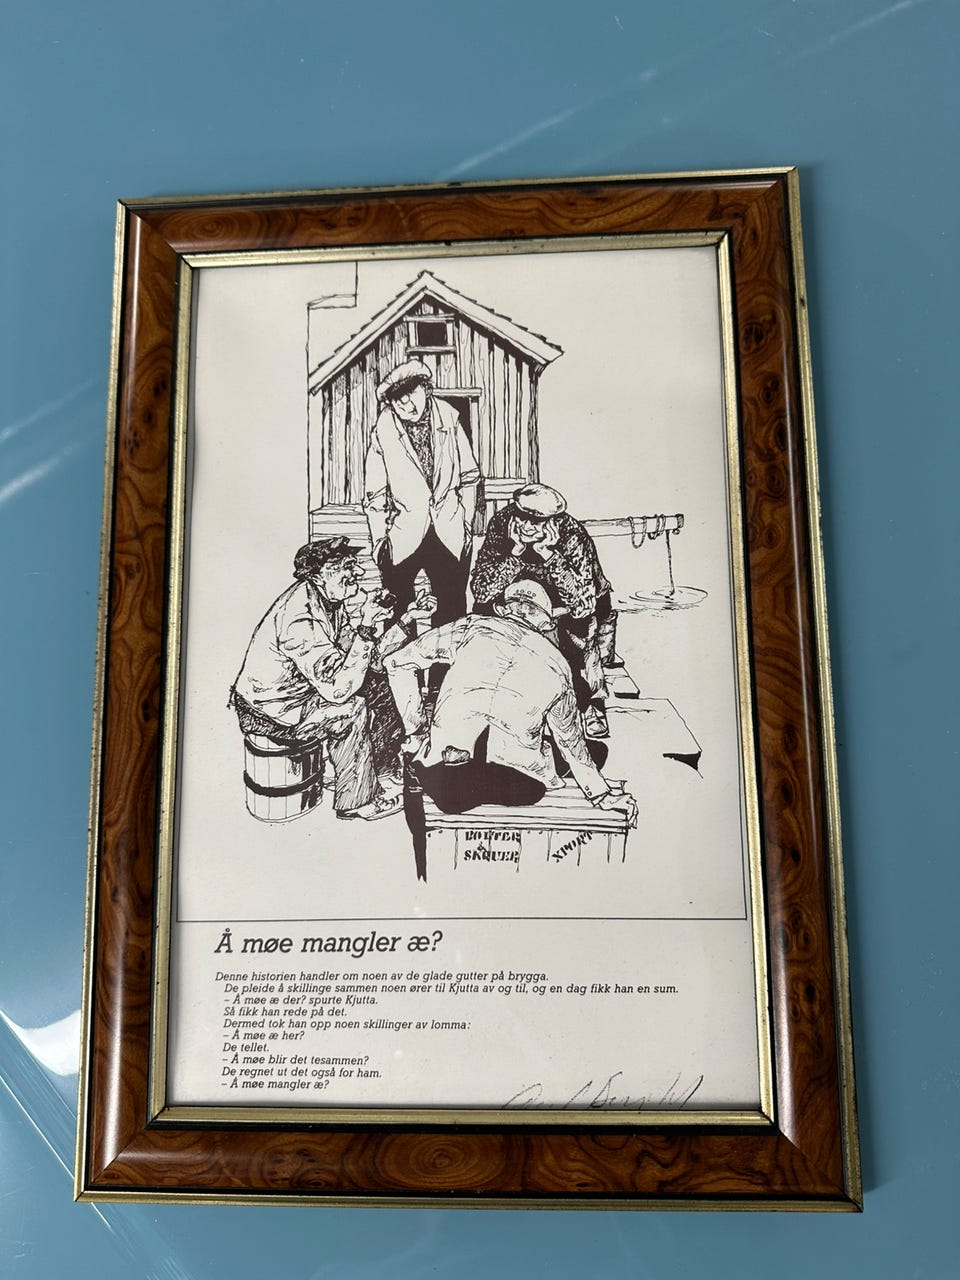 BOLTER
&
SKRUER
XPORT
Å møe mangler æ?
Denne historien handler om noen av de glade gutter på brygga.
De pleide å skillinge sammen noen ører til Kjutta av og til, og en dag fikk han en sum.
– Å møe æ der? spurte Kjutta.
Så fikk han rede på det.
Dermed tok han opp noen skillinger av lomma:
– Å møe æ her?
De tellet.
– Å møe blir det tesammen?
De regnet ut det også for ham.
– Å møe mangler æ?